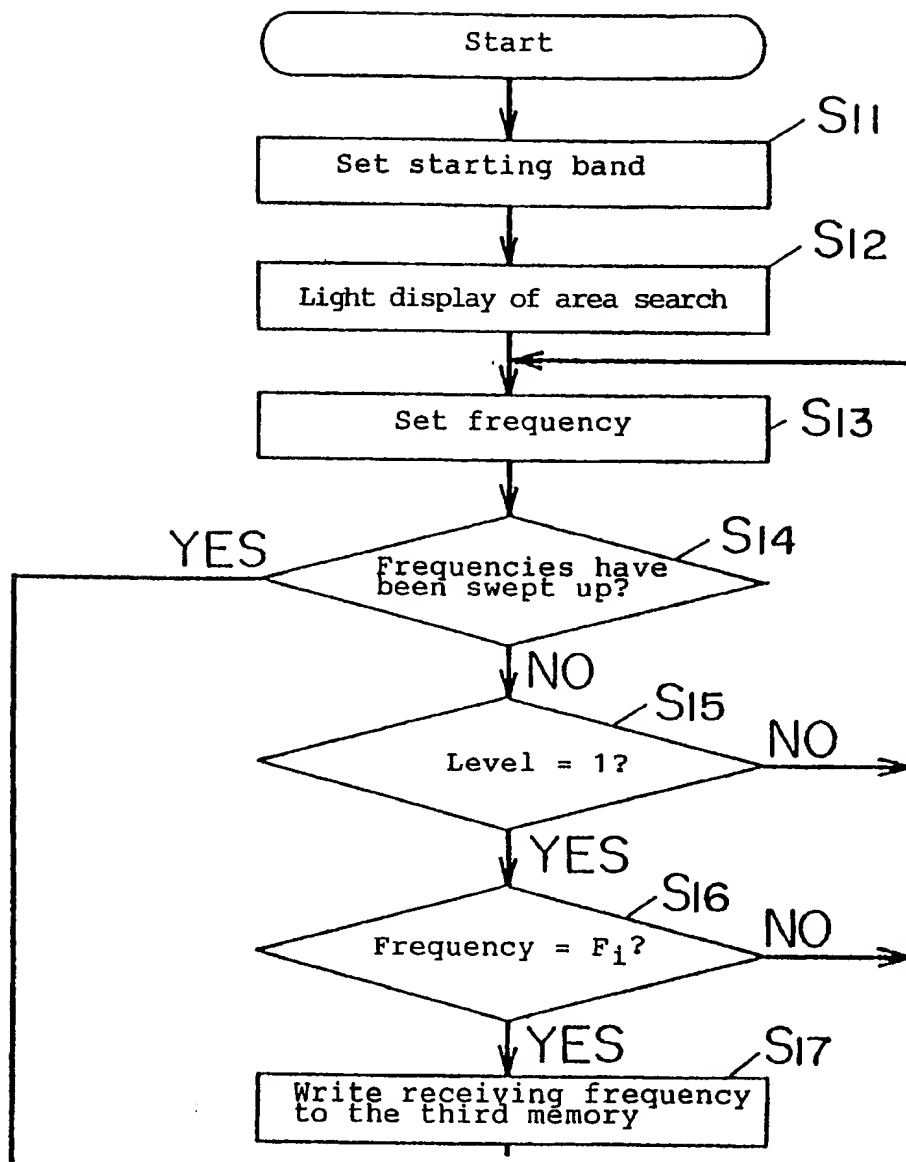 Start
S11
Set starting band
S12
Light display of area search
Set frequency
S13
YES
S14
Frequencies have
been swept up?
NO
S15
Level = 1?
NO
YES
S16
Frequency = Fi?
NO
YES
S17
Write receiving frequency
to the third memory